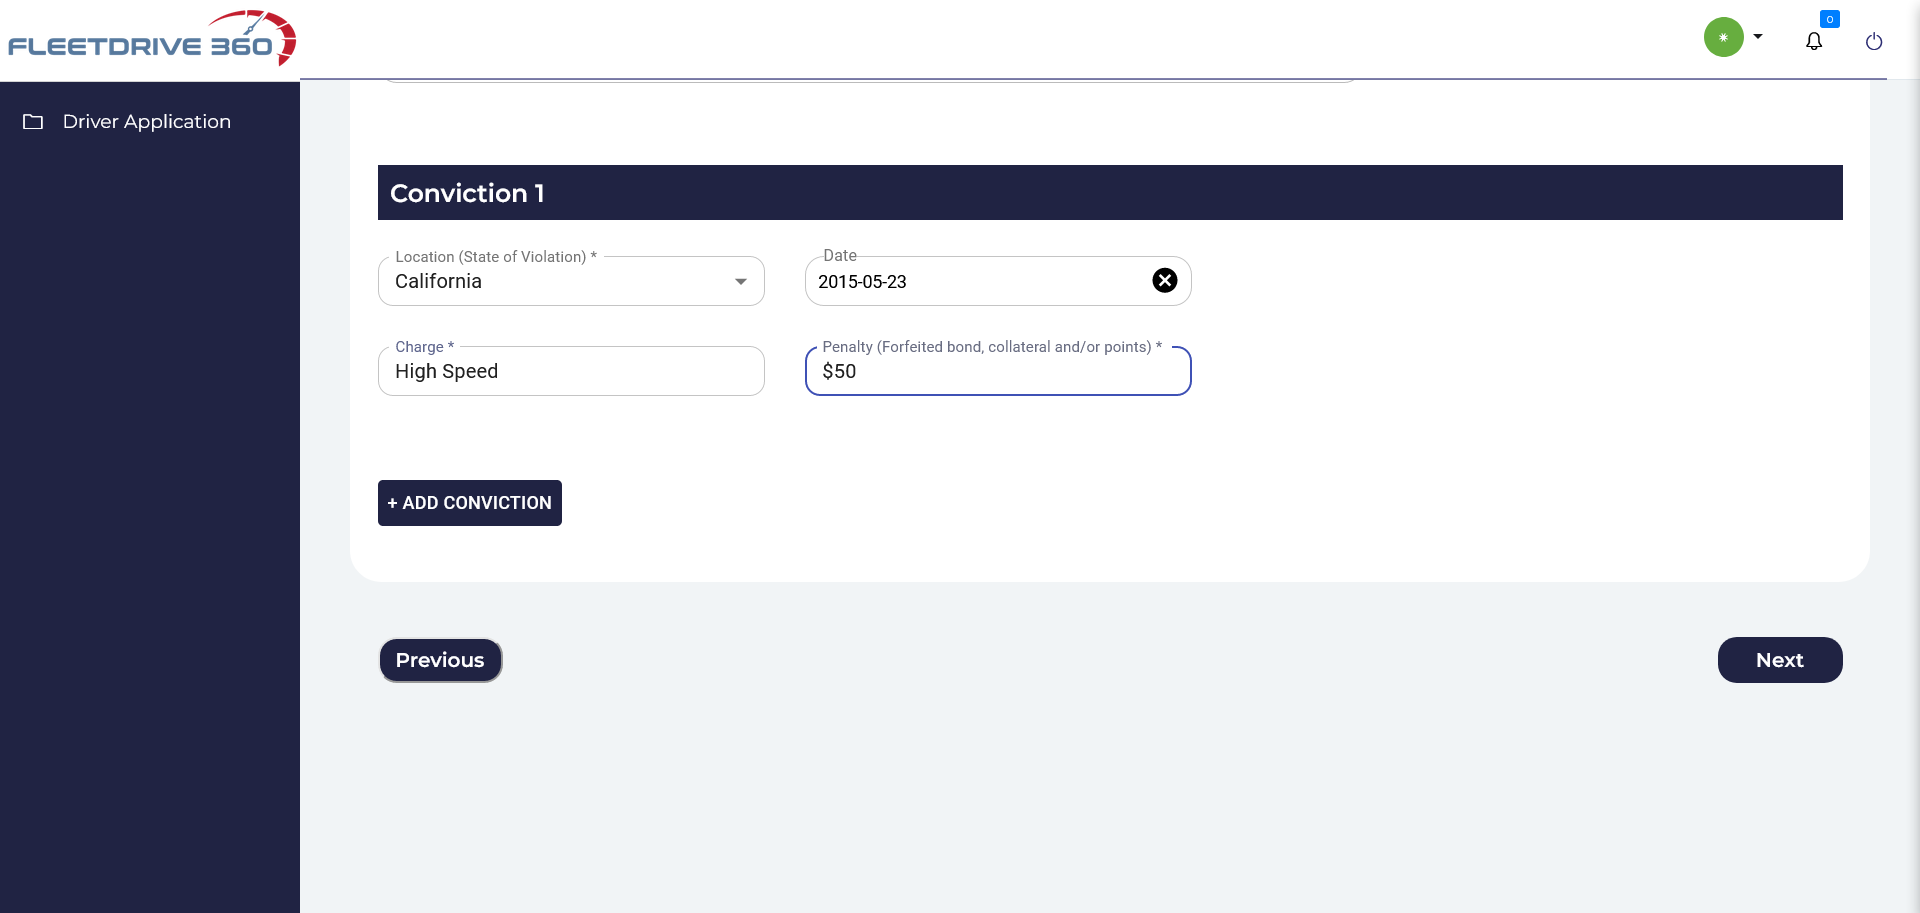 FLEETDRIVE 360
0
Driver Application
Conviction 1
Location (State of Violation) *
California
Date
2015-05-23
Charge *
High Speed
Penalty (Forfeited bond, collateral and/or points) *
$50
+ ADD CONVICTION
Previous
Next